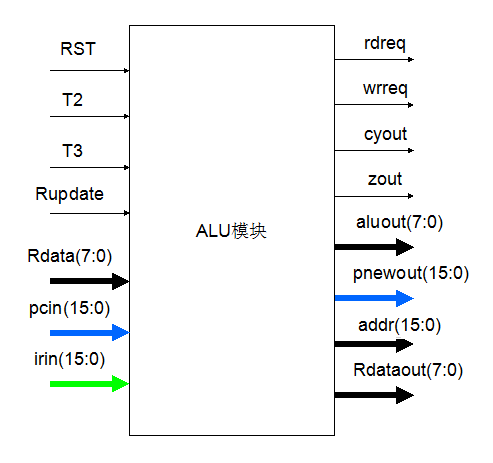 RST
T2
T3
Rupdate
Rdata(7:0)
pcin(15:0)
irin(15:0)
ALU模块
rdreq
wrreq
cyout
zout
aluout(7:0)
pnewout(15:0)
addr(15:0)
Rdataout(7:0)